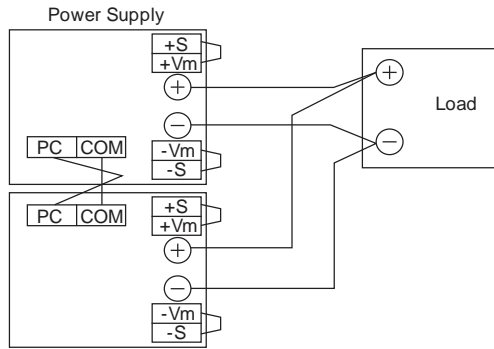 Power Supply
+S
+Vm
+
−
-Vm
-S
PC COM
PC COM
+S
+Vm
+
−
-Vm
-S
+
Load
−